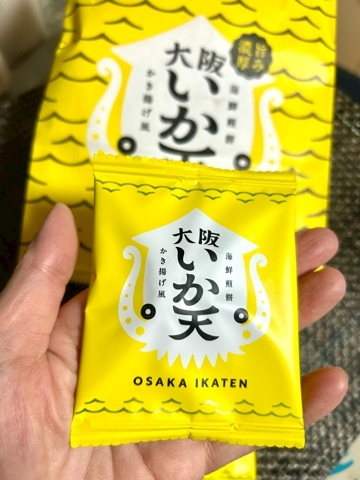 旨み
濃厚
大阪
いか天
海鮮煎餅
かき揚げ風
大阪
いか天
海鮮煎餅
かき揚げ風
OSAKA IKATEN